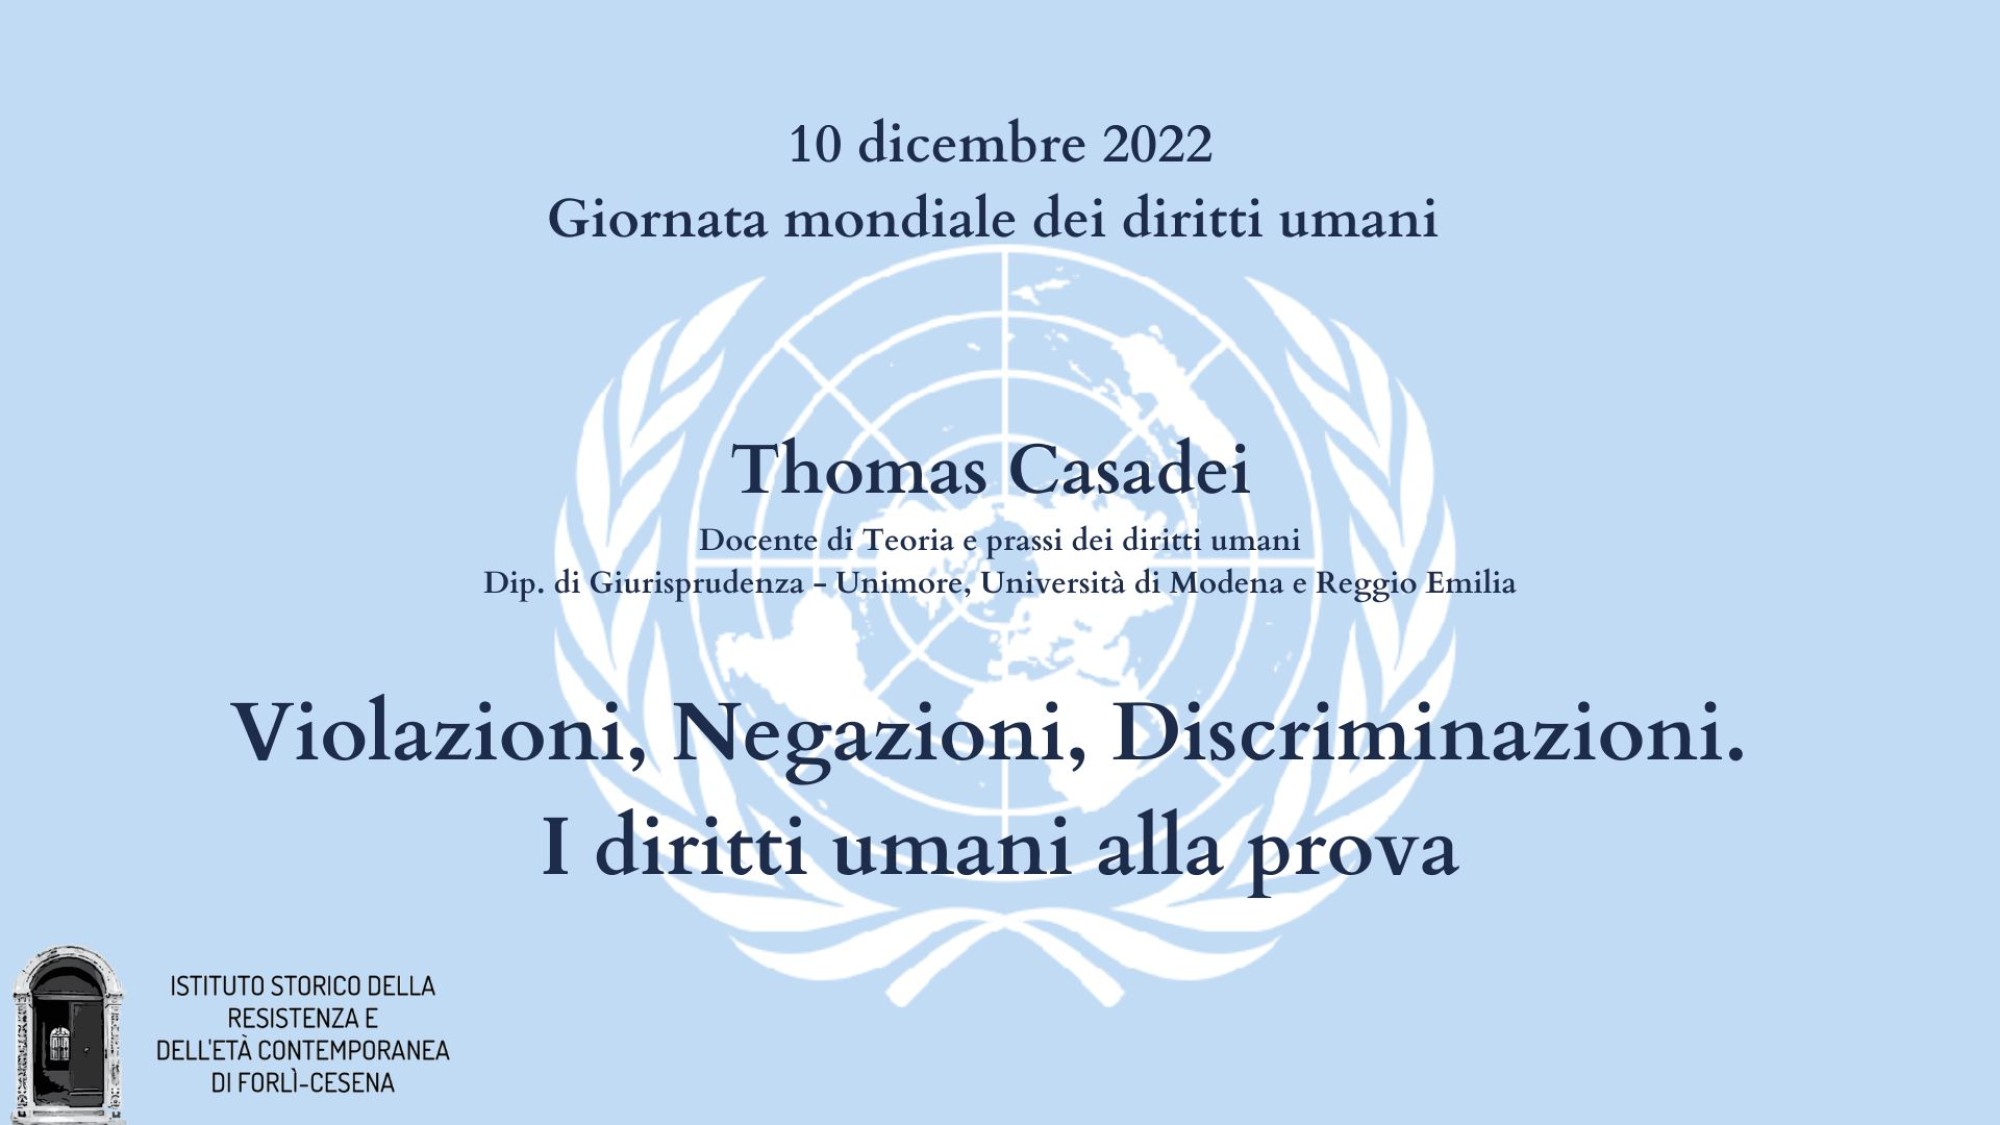 10 dicembre 2022
Giornata mondiale dei diritti umani
Thomas Casadei
Docente di Teoria e prassi dei diritti umani
Dip. di Giurisprudenza - Unimore, Università di Modena e Reggio Emilia
Violazioni, Negazioni, Discriminazioni.
I diritti umani alla prova
ISTITUTO STORICO DELLA
RESISTENZA E
DELL'ETÀ CONTEMPORANEA
DI FORLÌ-CESENA